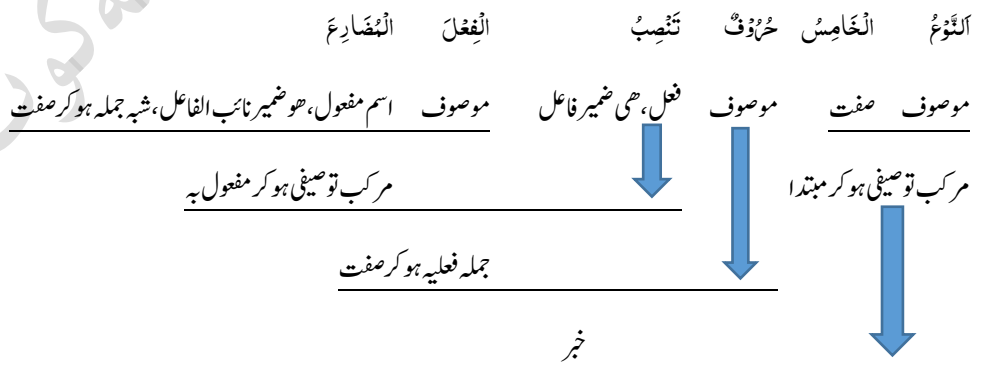 اَلنَّوْعُ الْخَامِسُ حُرُوْفٌ تَنْصِبُ الْفِعْلَ الْمُضَارِعَ
موصوف صفت موصوف فعل، ھی ضمیر فاعل موصوف اسم مفعول، ھو ضمیر نائب الفاعل، شبہ جملہ ہو کر صفت
مرکب توصیفی ہو کر مبتدا مرکب توصیفی ہو کر مفعول بہ
جملہ فعلیہ ہو کر صفت
خبر